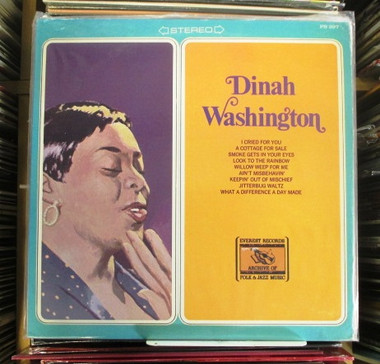 STEREO
Dinah
Washington
I CRIED FOR YOU
A COTTAGE FOR SALE
SMOKE GETS IN YOUR EYES
LOOK TO THE RAINBOW
WILLOW WEEP FOR ME
AIN'T MISBEHAVIN'
KEEPIN' OUT OF MISCHIEF
JITTERBUG WALTZ
WHAT A DIFFERENCE A DAY MADE
EVEREST RECORDS
ARCHIVE OF
FOLK & JAZZ MUSIC